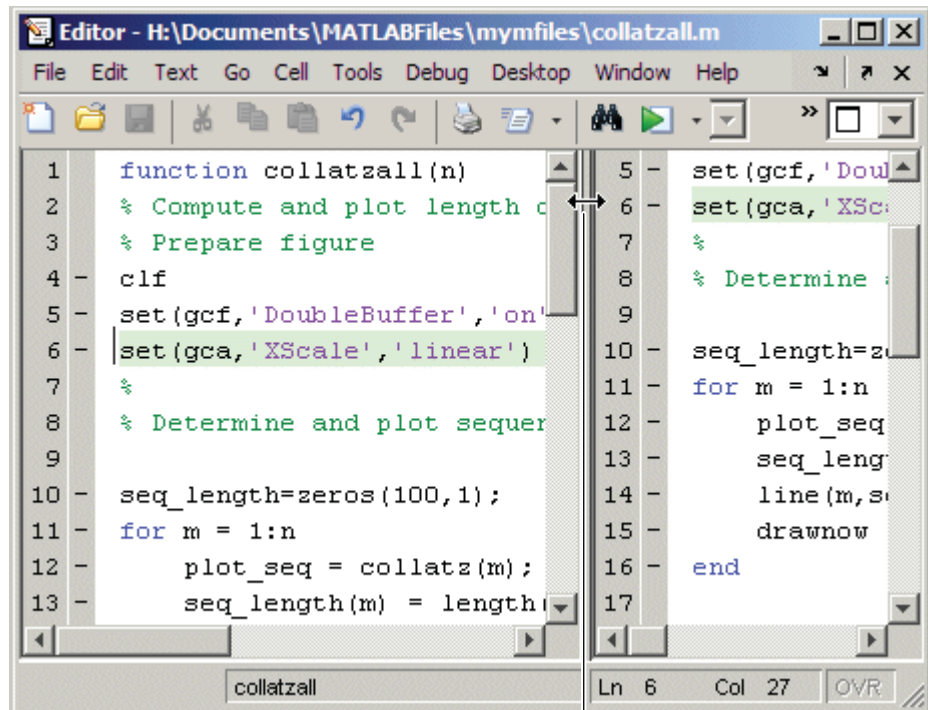 Editor - H:\Documents\MATLABFiles\mymfiles\collatzall.m
File Edit Text Go Cell Tools Debug Desktop Window Help
1 function collatzall(n)
2 % Compute and plot length
3 % Prepare figure
4 - clf
5 - set(gcf,'DoubleBuffer','on'
6 - set(gca,'XScale','linear')
7 %
8 % Determine and plot
9
10 - seq_length=zeros(100,1);
11 - for m = 1:n
12 - plot_seq = collatz(m);
13 - seq_length(m) = length(
5 - set(gcf,'Doub
6 - set(gca,'XSc
7 %
8 % Determine
9
10 - seq_length=ze
11 - for m = 1:n
12 - plot_seq
13 - seq_leng
14 - line(m,s
15 - drawnow
16 - end
17
collatzall
Ln 6 Col 27 OVR